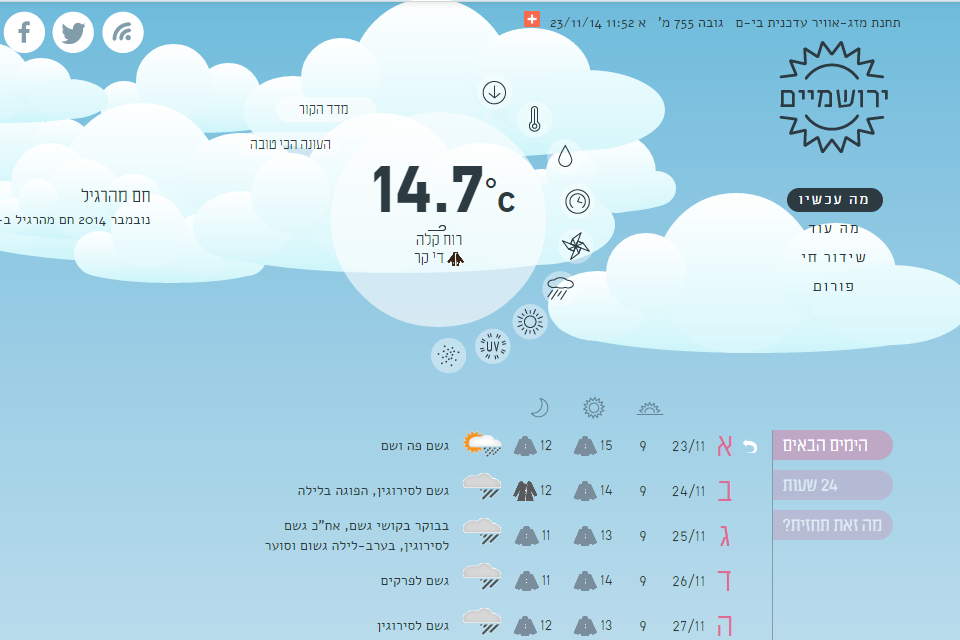 תחנת מזג-אוויר עדכנית בי-ם גובה 755 מ' א 11:52 23/11/14
ירושמיים
מדד הקור
העונה הכי טובה
14.7°c
רוח קלה
די קר
חם מהרגיל
נובמבר 2014 חם מהרגיל ב-
מה עכשיו
מה עוד
שידור חי
פורום
UV
הימים הבאים
24 שעות
מה זאת תחזית?
א 23/11 9 15 12 גשם פה ושם
ב 24/11 9 14 12 גשם לסירוגין, הפוגה בלילה
ג 25/11 9 13 11 בבוקר בקושי גשם, אח"כ גשם
לסירוגין, בערב-לילה גשום וסוער
ד 26/11 9 14 11 גשם לפרקים
ה 27/11 9 13 12 גשם לסירוגין